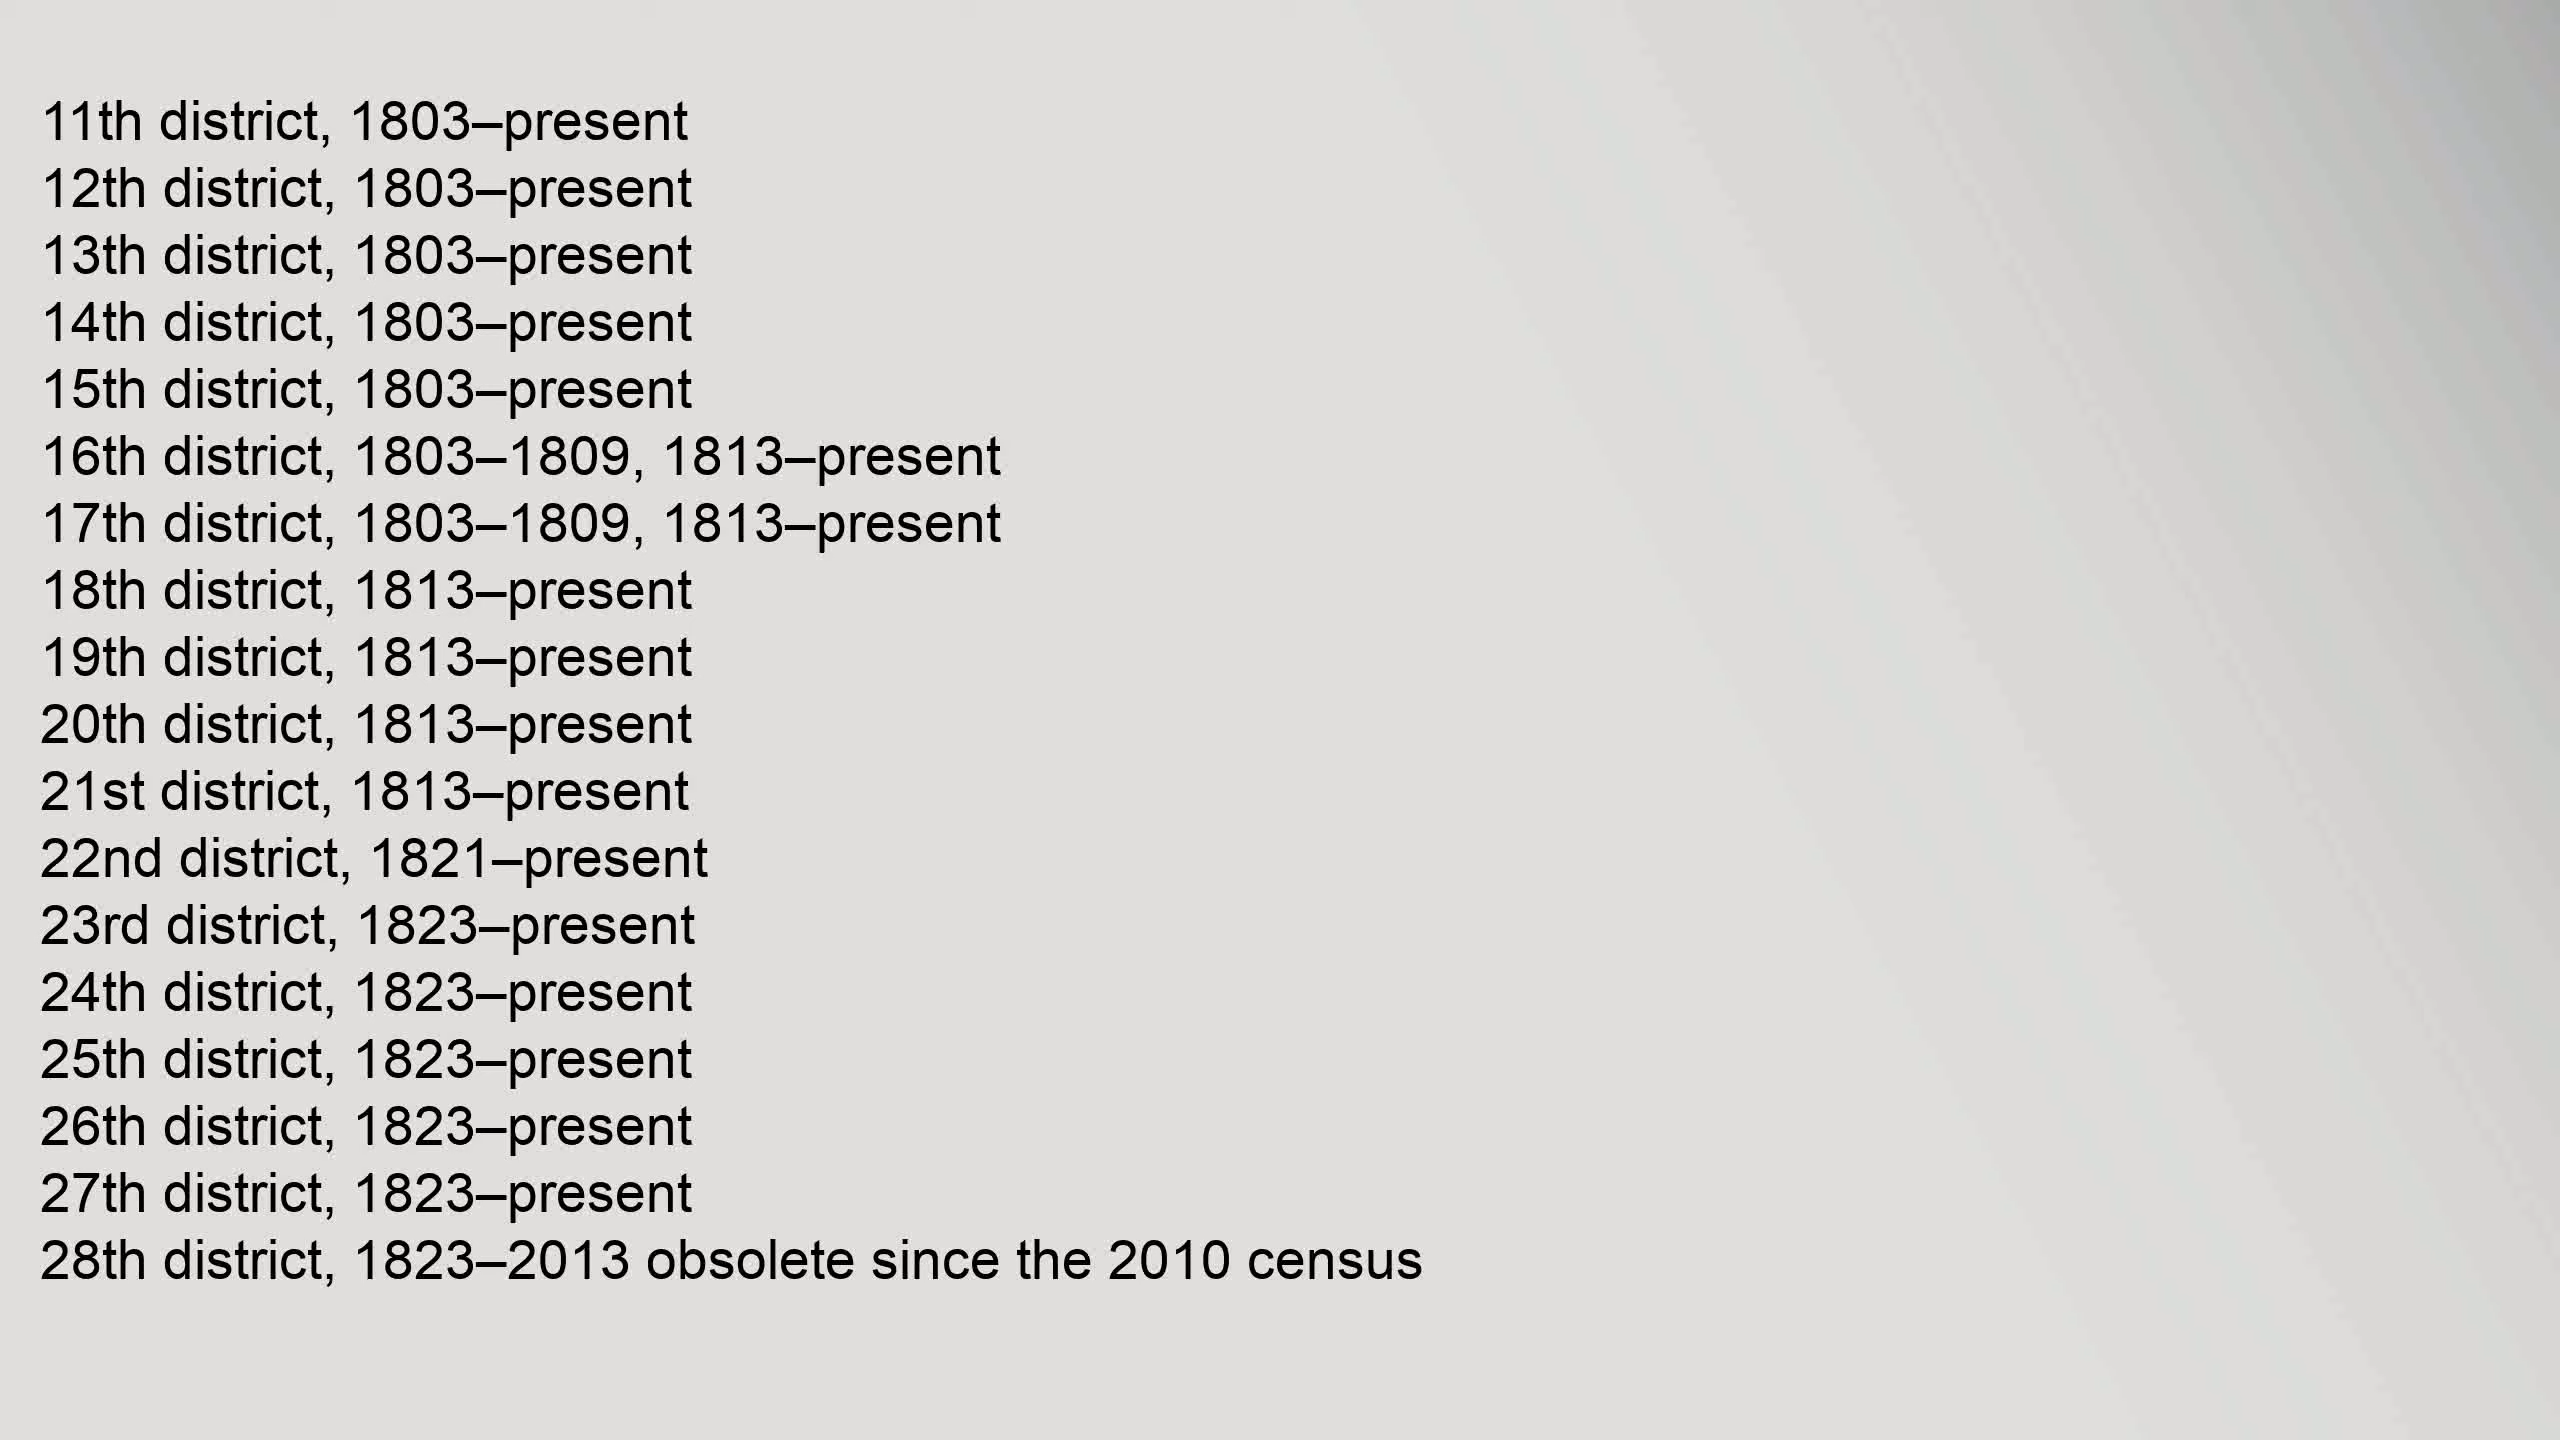 11th district, 1803–present
12th district, 1803–present
13th district, 1803–present
14th district, 1803–present
15th district, 1803–present
16th district, 1803–1809, 1813–present
17th district, 1803–1809, 1813–present
18th district, 1813–present
19th district, 1813–present
20th district, 1813–present
21st district, 1813–present
22nd district, 1821–present
23rd district, 1823–present
24th district, 1823–present
25th district, 1823–present
26th district, 1823–present
27th district, 1823–present
28th district, 1823–2013 obsolete since the 2010 census